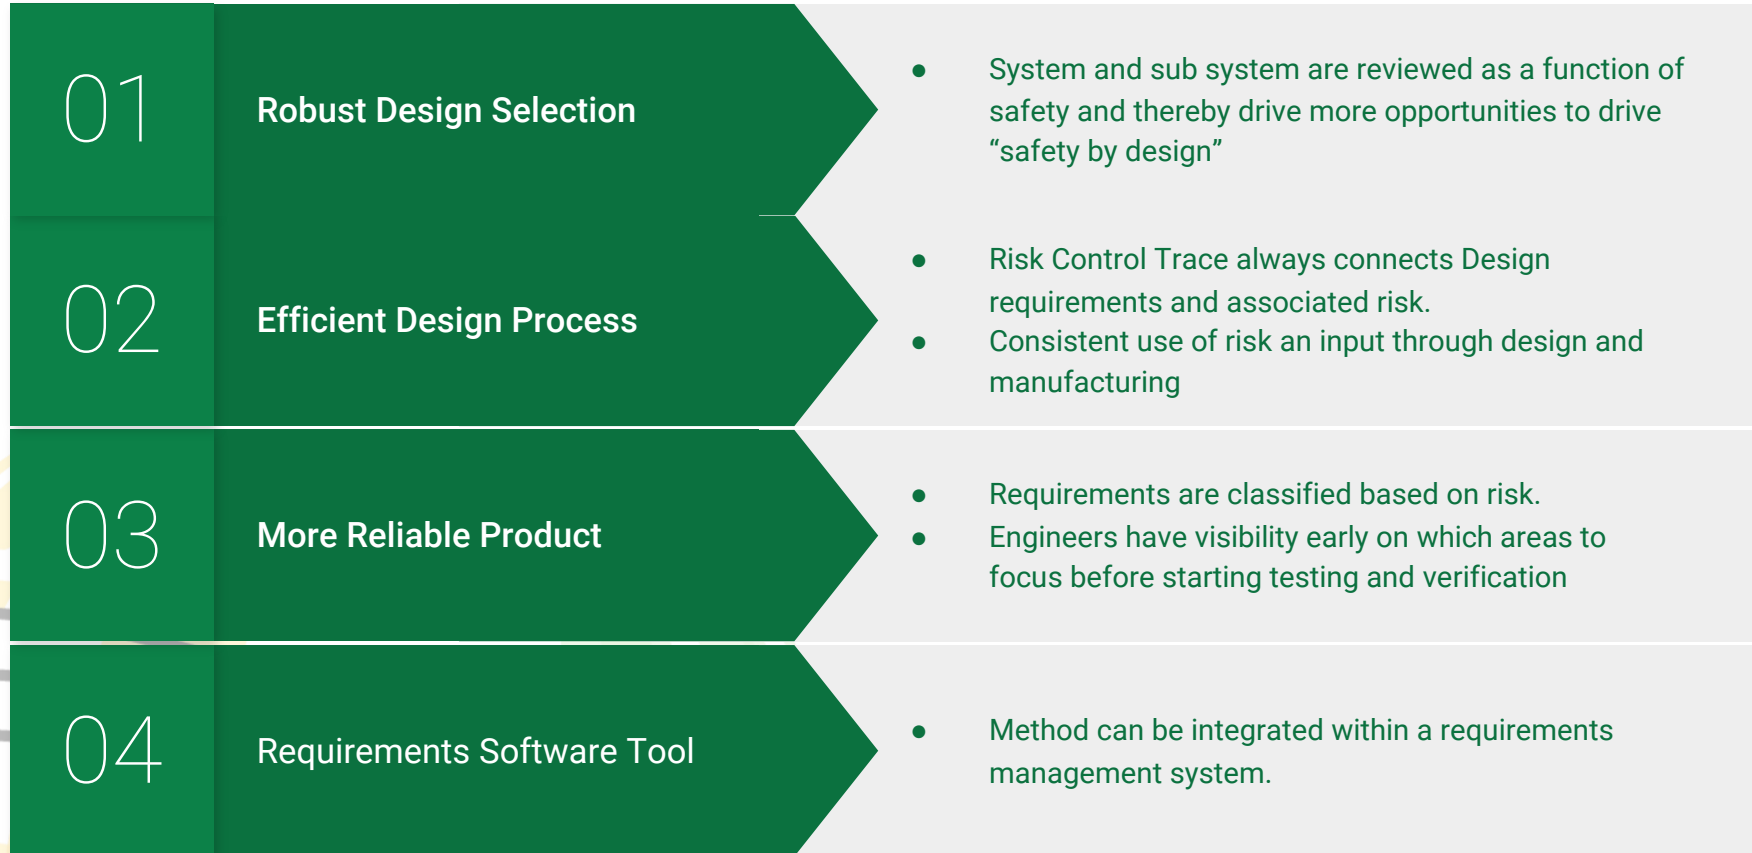 01
Robust Design Selection
● System and sub system are reviewed as a function of
safety and thereby drive more opportunities to drive
“safety by design”
02
Efficient Design Process
● Risk Control Trace always connects Design
requirements and associated risk.
● Consistent use of risk an input through design and
manufacturing
03
More Reliable Product
● Requirements are classified based on risk.
● Engineers have visibility early on which areas to
focus before starting testing and verification
04
Requirements Software Tool
● Method can be integrated within a requirements
management system.